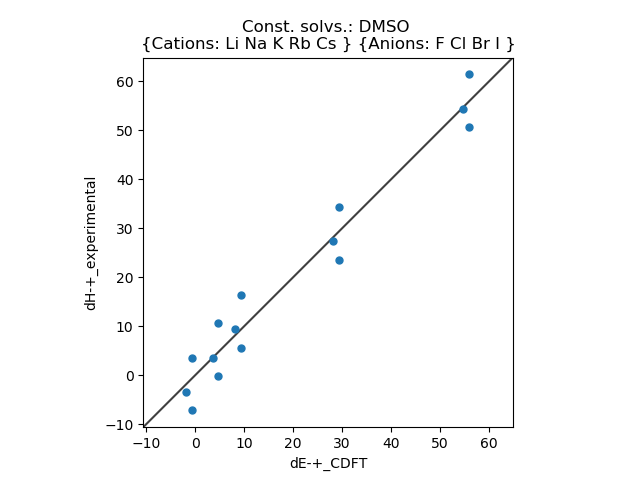 Const. solvs.: DMSO
{Cations: Li Na K Rb Cs } {Anions: F Cl Br I }
60
50
40
30
20
10
0
−10
dH-+_experimental
−10 0 10 20 30 40 50 60
dE-+_CDFT